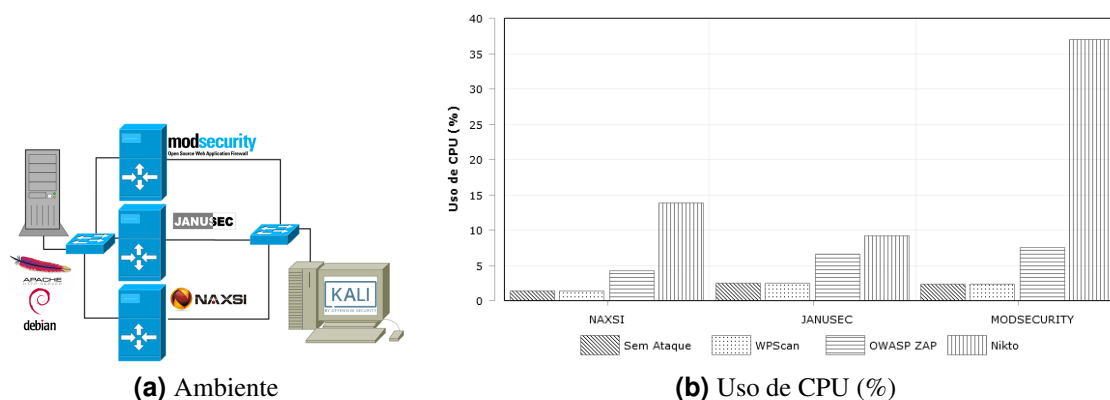 modsecurity
Open Source Web Application Firewall
JANUSEC
NAXSI
APACHE
HTTP SERVER
debian
KALI
BY OFFENSIVE SECURITY
(a) Ambiente
40
35
30
25
20
15
10
5
0
Uso de CPU (%)
NAXSI JANUSEC MODSECURITY
Sem Ataque WPScan OWASP ZAP Nikto
(b) Uso de CPU (%)